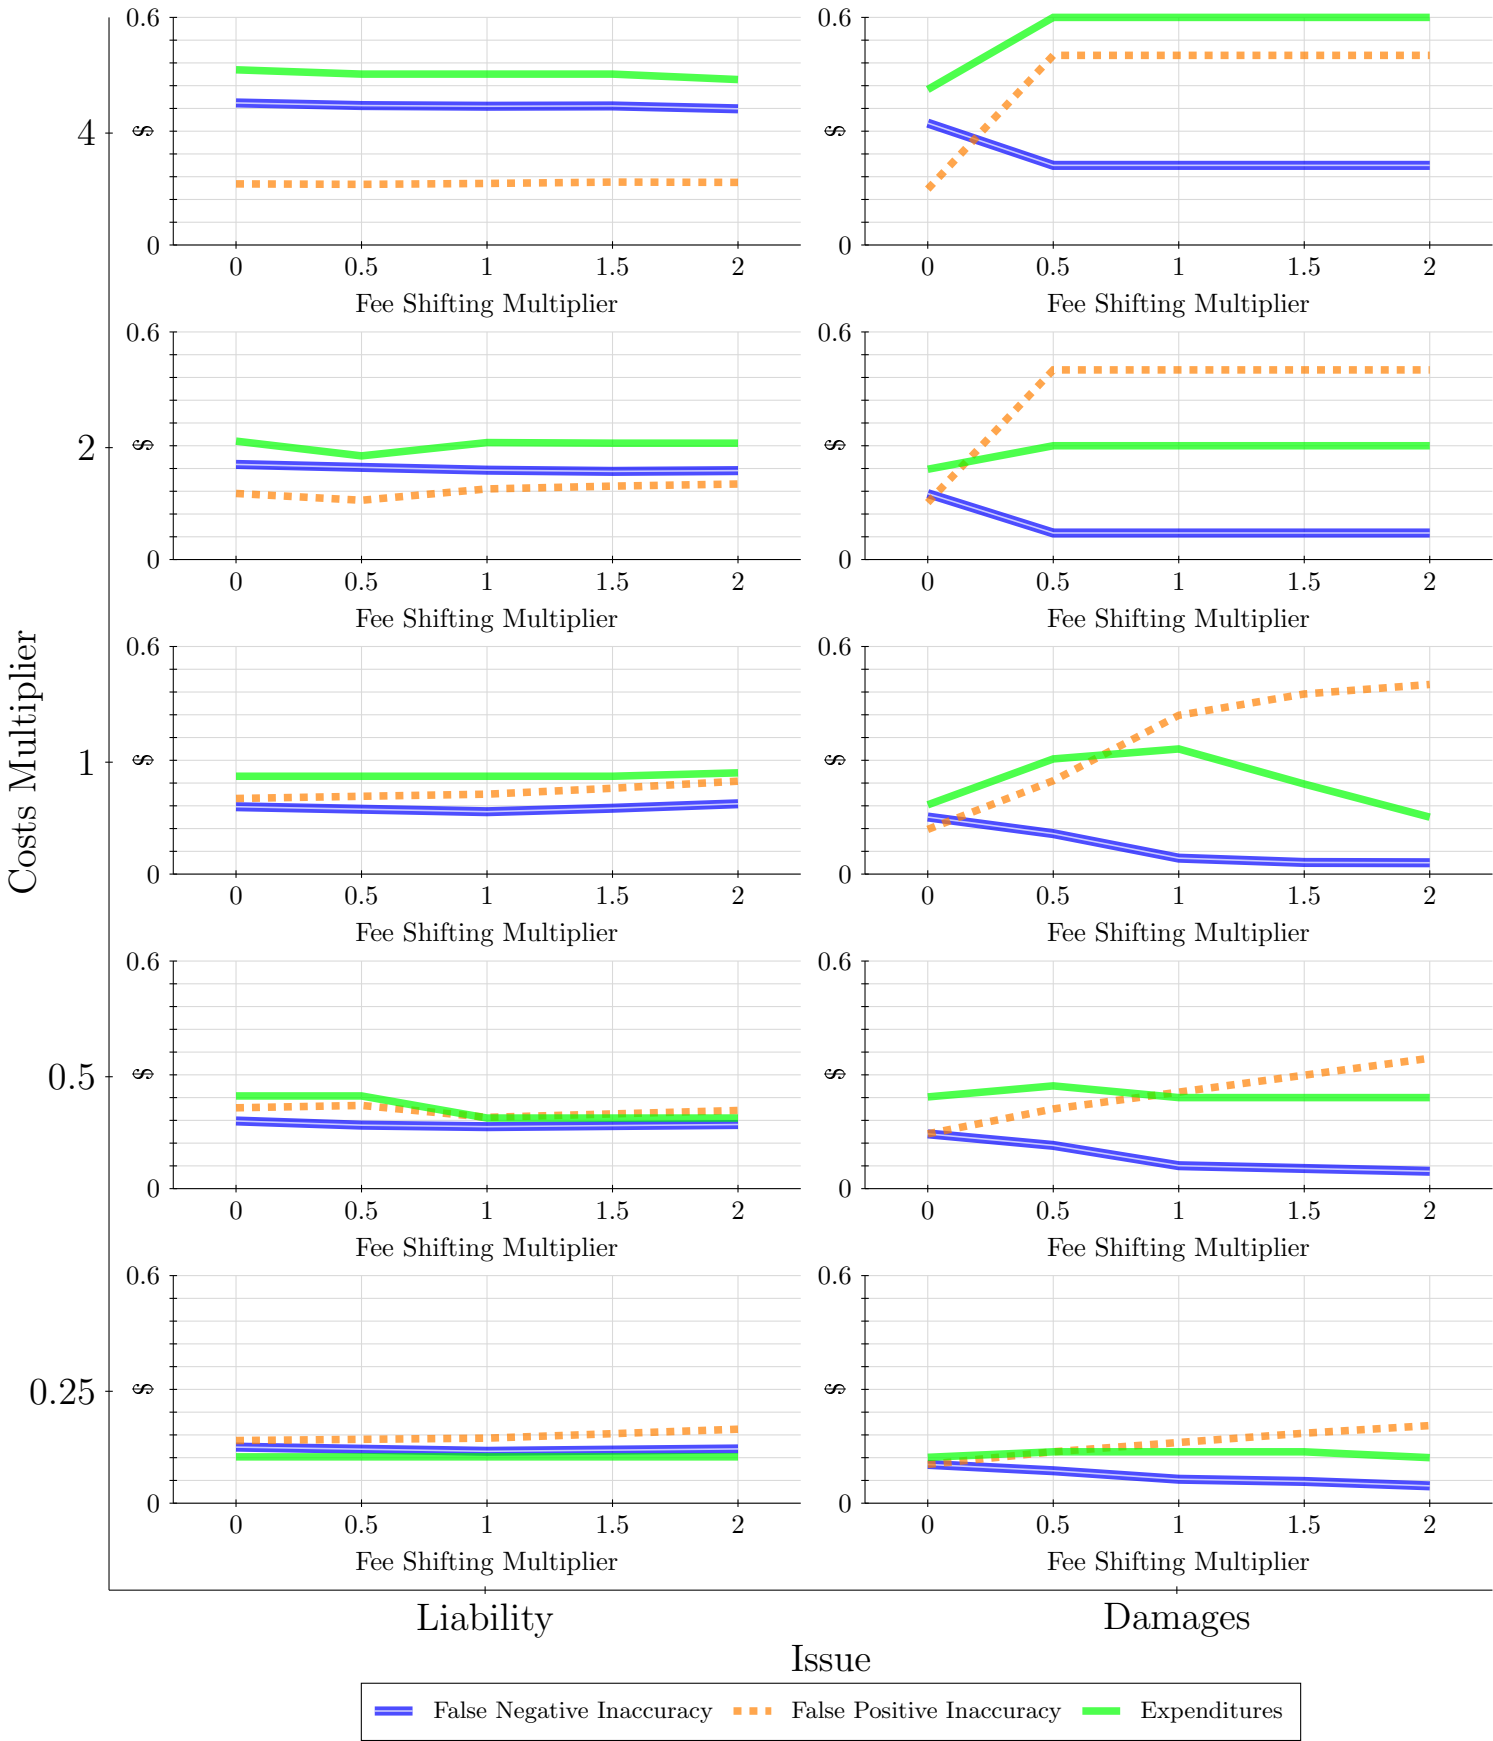 0.6 0.6
$ $
4
0 0
0 0.5 1 1.5 2 0 0.5 1 1.5 2
Fee Shifting Multiplier Fee Shifting Multiplier
0.6 0.6
$ $
2
0 0
0 0.5 1 1.5 2 0 0.5 1 1.5 2
Fee Shifting Multiplier Fee Shifting Multiplier
0.6 0.6
Costs Multiplier
$ $
1
0 0
0 0.5 1 1.5 2 0 0.5 1 1.5 2
Fee Shifting Multiplier Fee Shifting Multiplier
0.6 0.6
$ $
0.5
0 0
0 0.5 1 1.5 2 0 0.5 1 1.5 2
Fee Shifting Multiplier Fee Shifting Multiplier
0.6 0.6
$ $
0.25
0 0
0 0.5 1 1.5 2 0 0.5 1 1.5 2
Fee Shifting Multiplier Fee Shifting Multiplier
Liability Damages
Issue
False Negative Inaccuracy False Positive Inaccuracy Expenditures